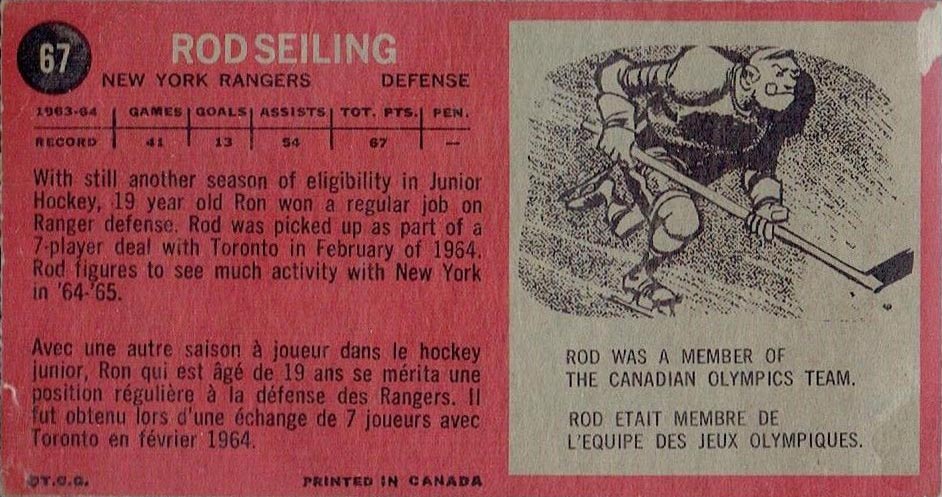 67
ROD SEILING
NEW YORK RANGERS DEFENSE
1963-64 GAMES GOALS ASSISTS TOT. PTS. PEN.
RECORD 41 13 54 67 —
With still another season of eligibility in Junior
Hockey, 19 year old Ron won a regular job on
Ranger defense. Rod was picked up as part of a
7-player deal with Toronto in February of 1964.
Rod figures to see much activity with New York
in '64-'65.
Avec une autre saison à joueur dans le hockey
junior, Ron qui est âgé de 19 ans se mérita une
position régulière à la défense des Rangers. Il
fut obtenu lors d'une échange de 7 joueurs avec
Toronto en février 1964.
©T.C.G. PRINTED IN CANADA
ROD WAS A MEMBER OF
THE CANADIAN OLYMPICS TEAM.
ROD ETAIT MEMBRE DE
L'EQUIPE DES JEUX OLYMPIQUES.